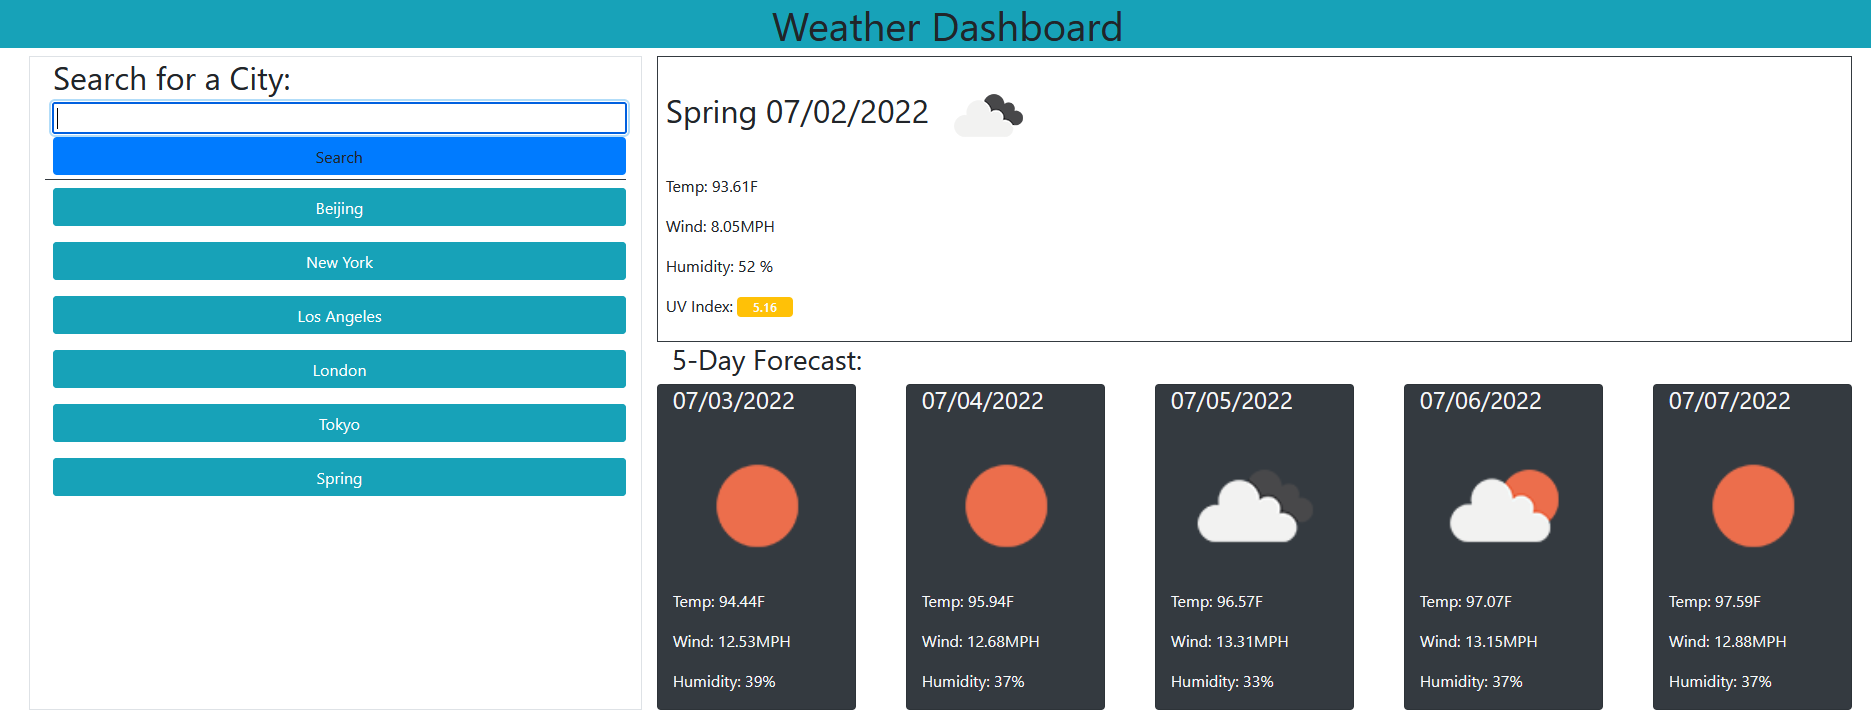 Weather Dashboard
Search for a City:
Search
Beijing
New York
Los Angeles
London
Tokyo
Spring
Spring 07/02/2022
Temp: 93.61F
Wind: 8.05MPH
Humidity: 52 %
UV Index: 5.16
5-Day Forecast:
07/03/2022
Temp: 94.44F
Wind: 12.53MPH
Humidity: 39%
07/04/2022
Temp: 95.94F
Wind: 12.68MPH
Humidity: 37%
07/05/2022
Temp: 96.57F
Wind: 13.31MPH
Humidity: 33%
07/06/2022
Temp: 97.07F
Wind: 13.15MPH
Humidity: 37%
07/07/2022
Temp: 97.59F
Wind: 12.88MPH
Humidity: 37%